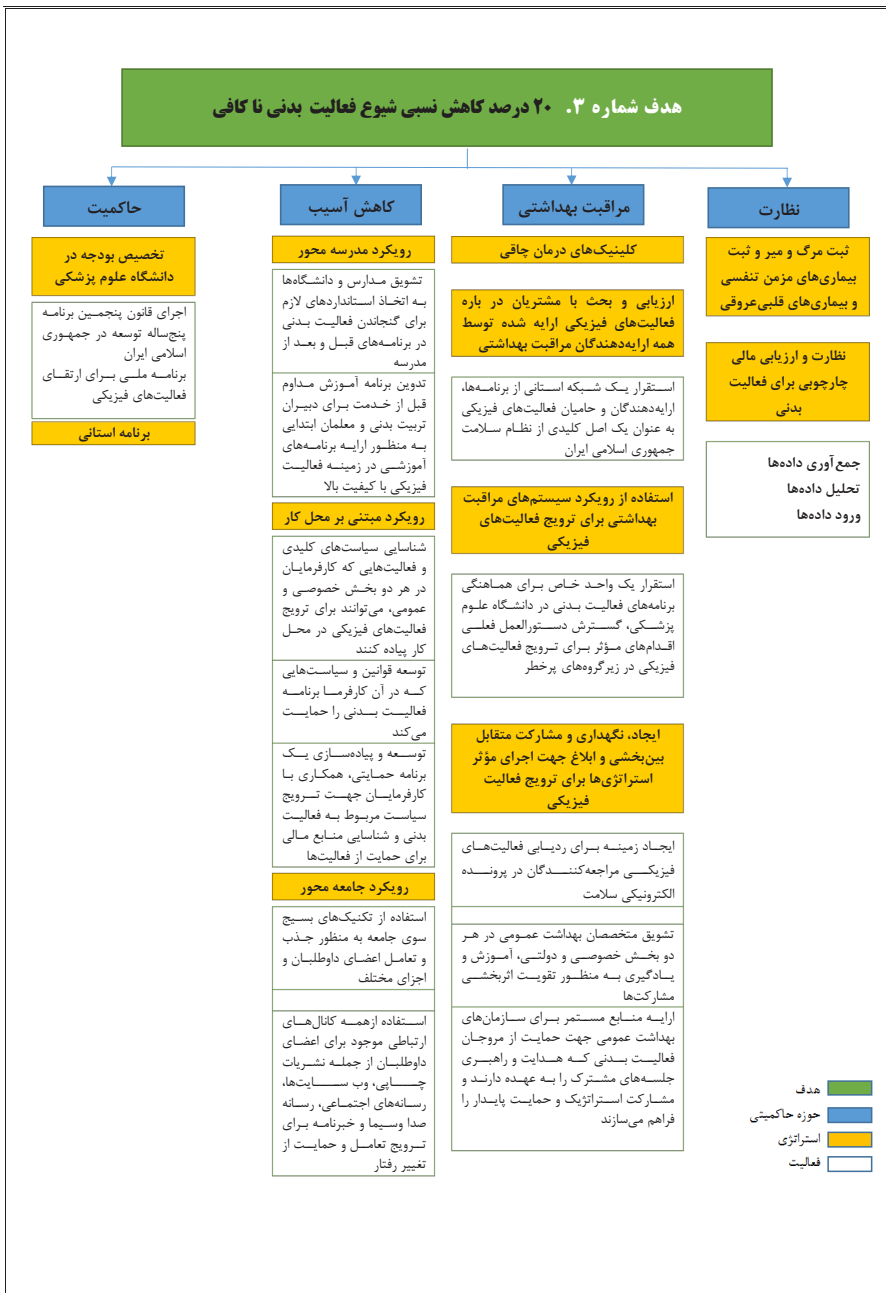 هدف شماره ۳. ۲۰ درصد کاهش نسبی شیوع فعالیت بدنی نا کافی
نظارت
ثبت مرگ و میر و ثبت
بیماری‌های مزمن تنفسی
و بیماری‌های قلبی‌عروقی
نظارت و ارزیابی مالی
چارچوبی برای فعالیت
بدنی
جمع‌آوری داده‌ها
تحلیل داده‌ها
ورود داده‌ها
مراقبت بهداشتی
کلینیک‌های درمان چاقی
ارزیابی و بحث با مشتریان در باره
فعالیت‌های فیزیکی ارایه شده توسط
همه ارایه‌دهندگان مراقبت بهداشتی
استقرار یک شبکه استانی از برنامه‌ها،
ارایه‌دهندگان و حامیان فعالیت‌های فیزیکی
به عنوان یک اصل کلیدی از نظام سلامت
جمهوری اسلامی ایران
استفاده از رویکرد سیستم‌های مراقبت
بهداشتی برای ترویج فعالیت‌های
فیزیکی
استقرار یک واحد خاص برای هماهنگی
برنامه‌های فعالیت بدنی در دانشگاه علوم
پزشکی، گسترش دستورالعمل فعلی
اقدام‌های مؤثر برای ترویج فعالیت‌های
فیزیکی در زیرگروه‌های پرخطر
ایجاد، نگهداری و مشارکت متقابل
بین‌بخشی و ابلاغ جهت اجرای مؤثر
استراتژی‌ها برای ترویج فعالیت
فیزیکی
ایجاد زمینه برای ردیابی فعالیت‌های
فیزیکی مراجعه‌کنندگان در پرونده
الکترونیکی سلامت
تشویق متخصصان بهداشت عمومی در هر
دو بخش خصوصی و دولتی، آموزش و
یادگیری به منظور تقویت اثربخشی
مشارکت‌ها
ارایه منابع مستمر برای سازمان‌های
بهداشت عمومی جهت حمایت از مروجان
فعالیت بدنی که هدایت و راهبری
جلسه‌های مشترک را به عهده دارند و
مشارکت استراتژیک و حمایت پایدار را
فراهم می‌سازند
کاهش آسیب
رویکرد مدرسه محور
تشویق مدارس و دانشگاه‌ها
به اتخاذ استانداردهای لازم
برای گنجاندن فعالیت بدنی
در برنامه‌های قبل و بعد از
مدرسه
تدوین برنامه آموزش مداوم
قبل از خدمت برای دبیران
تربیت بدنی و معلمان ابتدایی
به منظور ارایه برنامه‌های
آموزشی در زمینه فعالیت
فیزیکی با کیفیت بالا
رویکرد مبتنی بر محل کار
شناسایی سیاست‌های کلیدی
و فعالیت‌هایی که کارفرمایان
در هر دو بخش خصوصی و
عمومی، می‌توانند برای ترویج
فعالیت‌های فیزیکی در محل
کار پیاده کنند
توسعه قوانین و سیاست‌هایی
که در آن کارفرما برنامه
فعالیت بدنی را حمایت
می‌کند
توسعه و پیاده‌سازی یک
برنامه حمایتی، همکاری با
کارفرمایان جهت ترویج
سیاست مربوط به فعالیت
بدنی و شناسایی منابع مالی
برای حمایت از فعالیت‌ها
رویکرد جامعه محور
استفاده از تکنیک‌های بسیج
سوی جامعه به منظور جذب
و تعامل اعضای داوطلبان و
اجزای مختلف
استفاده ازهمه کانال‌های
ارتباطی موجود برای اعضای
داوطلبان از جمله نشریات
چاپی، وب سایت‌ها،
رسانه‌های اجتماعی، رسانه
صدا وسیما و خبرنامه برای
ترویج تعامل و حمایت از
تغییر رفتار
حاکمیت
تخصیص بودجه در
دانشگاه علوم پزشکی
اجرای قانون پنجمین برنامه
پنج‌ساله توسعه در جمهوری
اسلامی ایران
برنامه ملی برای ارتقای
فعالیت‌های فیزیکی
برنامه استانی
هدف
حوزه حاکمیتی
استراتژی
فعالیت